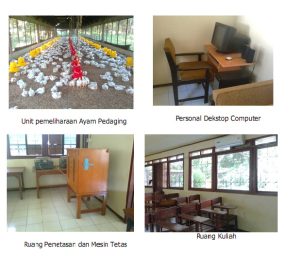 Unit pemeliharaan Ayam Pedaging
Personal Dekstop Computer
Ruang Penetasan dan Mesin Tetas
Ruang Kuliah